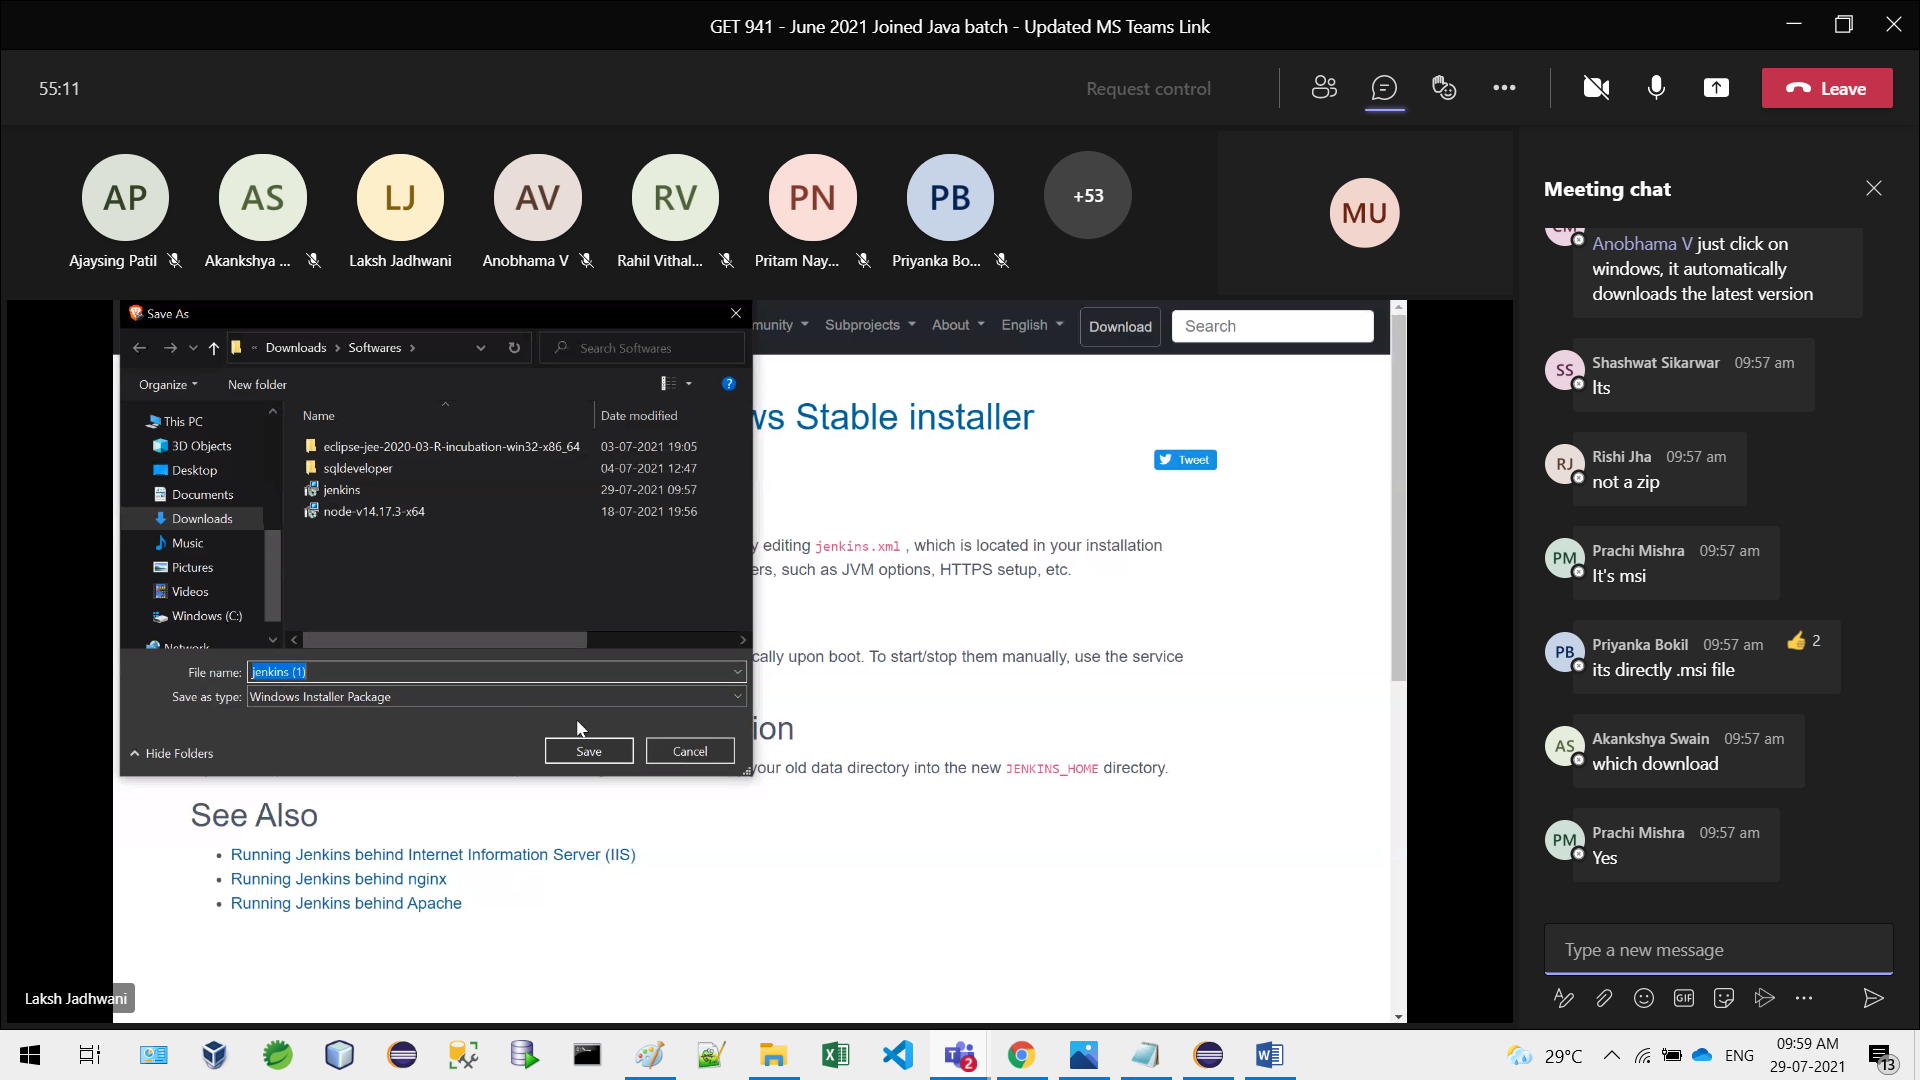 GET 941 - June 2021 Joined Java batch - Updated MS Teams Link
55:11
Request control
Leave
AP
AS
LJ
AV
RV
PN
PB
+53
MU
Ajaysing Patil
Akankshya ...
Laksh Jadhwani
Anobhama V
Rahil Vithal...
Pritam Nay...
Priyanka Bo...
Meeting chat
Anobhama V just click on
windows, it automatically
downloads the latest version
SS
Shashwat Sikarwar 09:57 am
Its
RJ
Rishi Jha 09:57 am
not a zip
PM
Prachi Mishra 09:57 am
It's msi
PB
Priyanka Bokil 09:57 am
2
its directly .msi file
AS
Akankshya Swain 09:57 am
which download
PM
Prachi Mishra 09:57 am
Yes
Type a new message
GIF
Save As
« Downloads > Softwares >
Search Softwares
Organize
New folder
?
This PC
3D Objects
Desktop
Documents
Downloads
Music
Pictures
Videos
Windows (C:)
Network
Name
Date modified
eclipse-jee-2020-03-R-incubation-win32-x86_64 03-07-2021 19:05
sqldeveloper 04-07-2021 12:47
jenkins 29-07-2021 09:57
node-v14.17.3-x64 18-07-2021 19:56
File name: jenkins (1)
Save as type: Windows Installer Package
Hide Folders
Save
Cancel
munity
Subprojects
About
English
Download
Search
ws Stable installer
Tweet
y editing jenkins.xml , which is located in your installation
ers, such as JVM options, HTTPS setup, etc.
cally upon boot. To start/stop them manually, use the service
ion
your old data directory into the new JENKINS_HOME directory.
See Also
Running Jenkins behind Internet Information Server (IIS)
Running Jenkins behind nginx
Running Jenkins behind Apache
Laksh Jadhwani
2
29°C
ENG
09:59 AM
29-07-2021
13